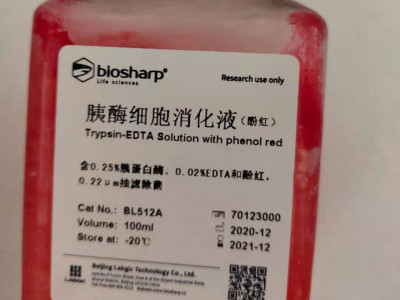 biosharp®
Life sciences
Research use only
胰酶细胞消化液(酚红)
Trypsin-EDTA Solution with phenol red
含0.25%胰蛋白酶、0.02%EDTA和酚红,
0.22μm抽滤除菌
Cat No.: BL512A
Volume: 100ml
Store at: -20℃
LOT 70123000
2020-12
2021-12
Beijing Labgic Technology Co., Ltd.
LABGIC